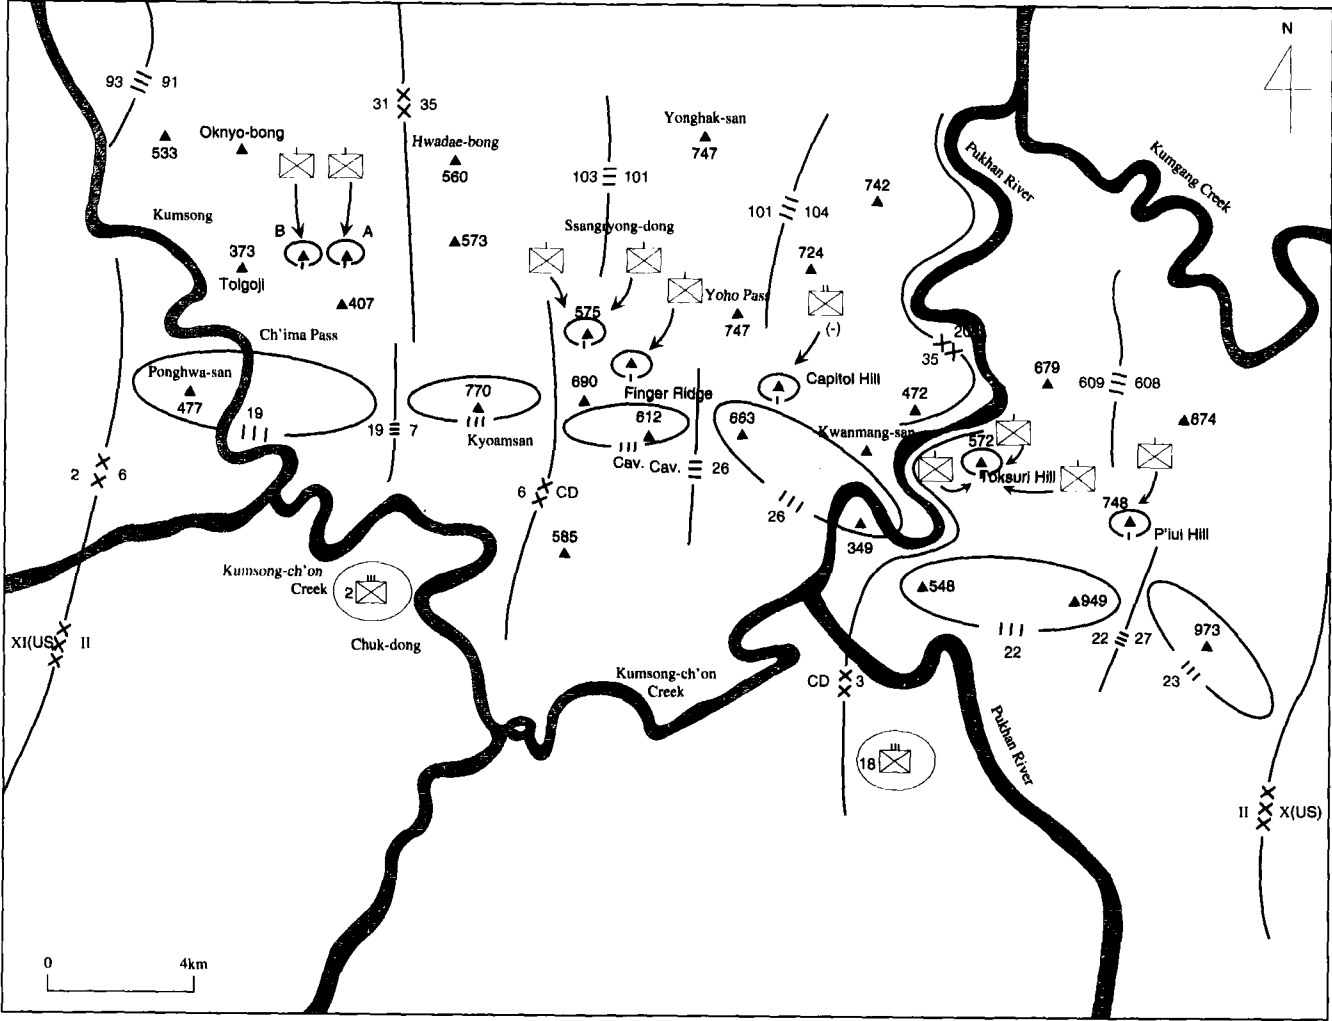 N
93 91
31 35
533
Oknyo-bong
Hwadae-bong
560
Yonghak-san
747
103 101
Pukhan River
Kumgang Creek
742
101 104
Kumsong
B A
573
Ssangryong-dong
373
Tolgoji
407
724
Yoho Pass
747
(-)
575
Ch'ima Pass
20
35
Ponghwa-san
477
19
19 7
770
Kyoamsan
690
Finger Ridge
612
Cav.
Cav. 26
Capitol Hill
663
472
Kwanmang-san
679
609 608
674
572
Toksuri Hill
748
P'iui Hill
2 6
6 CD
585
26
349
Kumsong-ch'on
Creek
2
Chuk-dong
548
949
22
22 27
973
23
XI(US) II
Kumsong-ch'on
Creek
CD 3
18
Pukhan River
II X(US)
0 4km